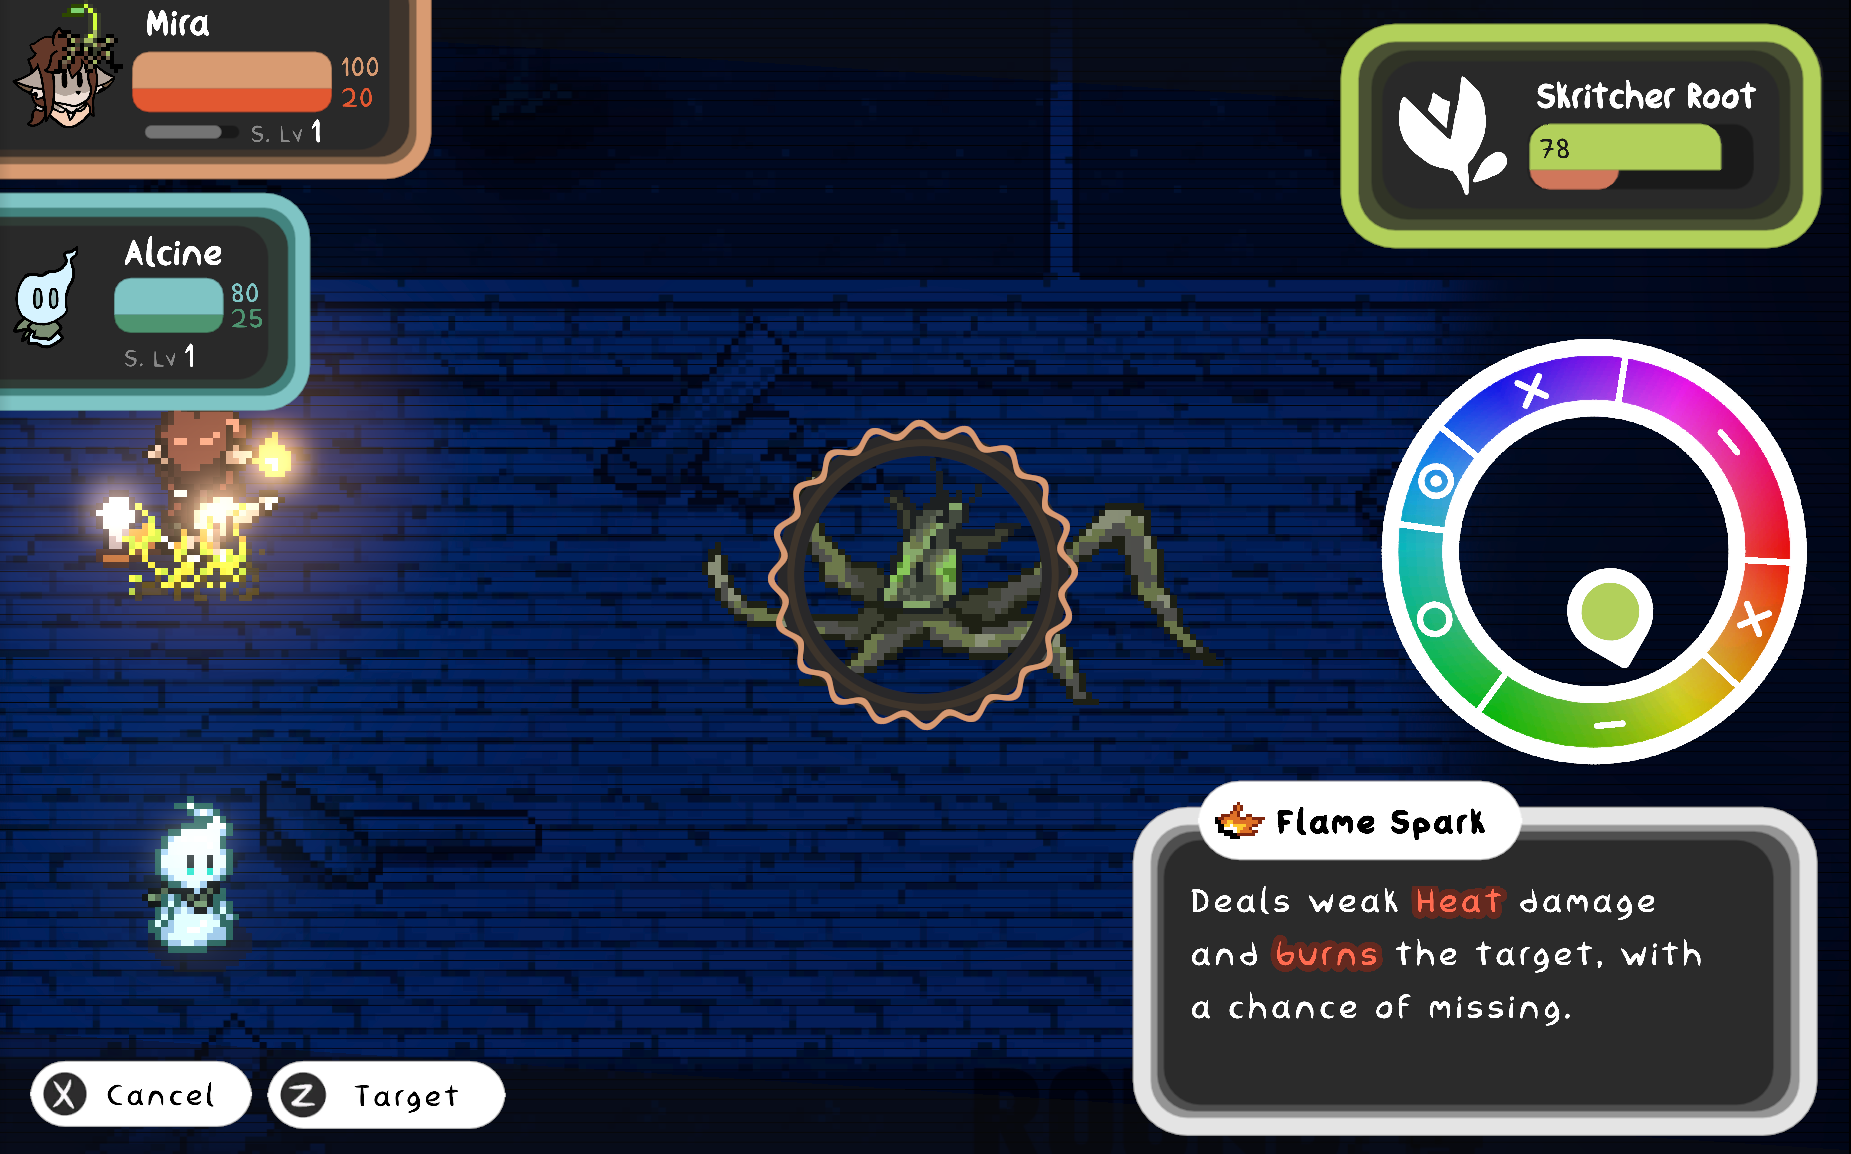 Mira
100
20
S. Lv 1
Alcine
80
25
S. Lv 1
Skritcher Root
78
Flame Spark
Deals weak Heat damage
and burns the target, with
a chance of missing.
X Cancel
Z Target